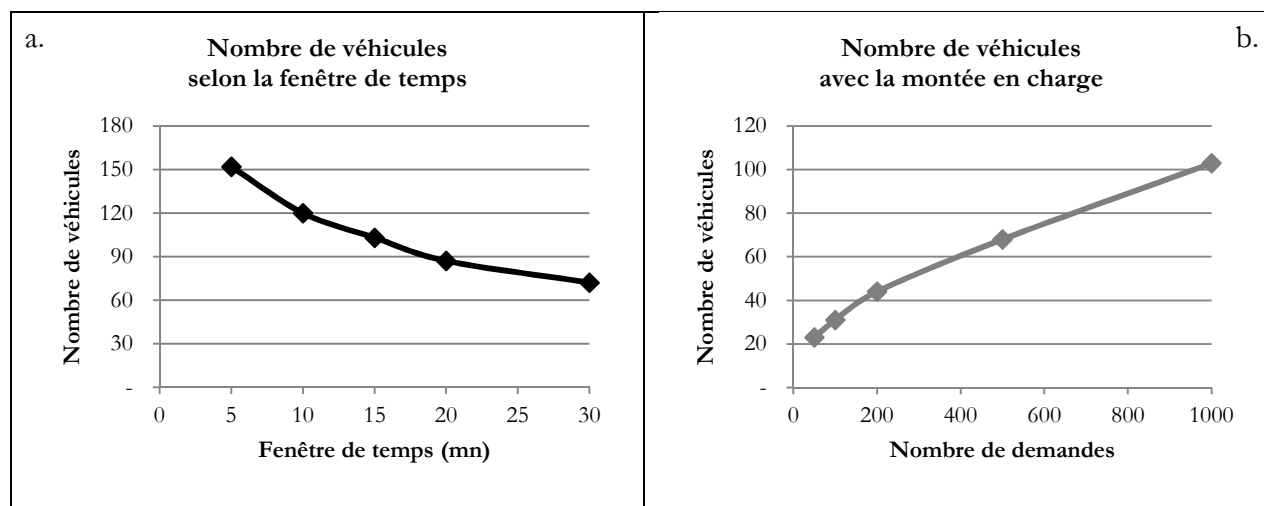 a.
Nombre de véhicules
selon la fenêtre de temps
180
150
120
90
60
30
-
0 5 10 15 20 25 30
Nombre de véhicules
Fenêtre de temps (mn)
b.
Nombre de véhicules
avec la montée en charge
120
100
80
60
40
20
-
0 200 400 600 800 1000
Nombre de véhicules
Nombre de demandes